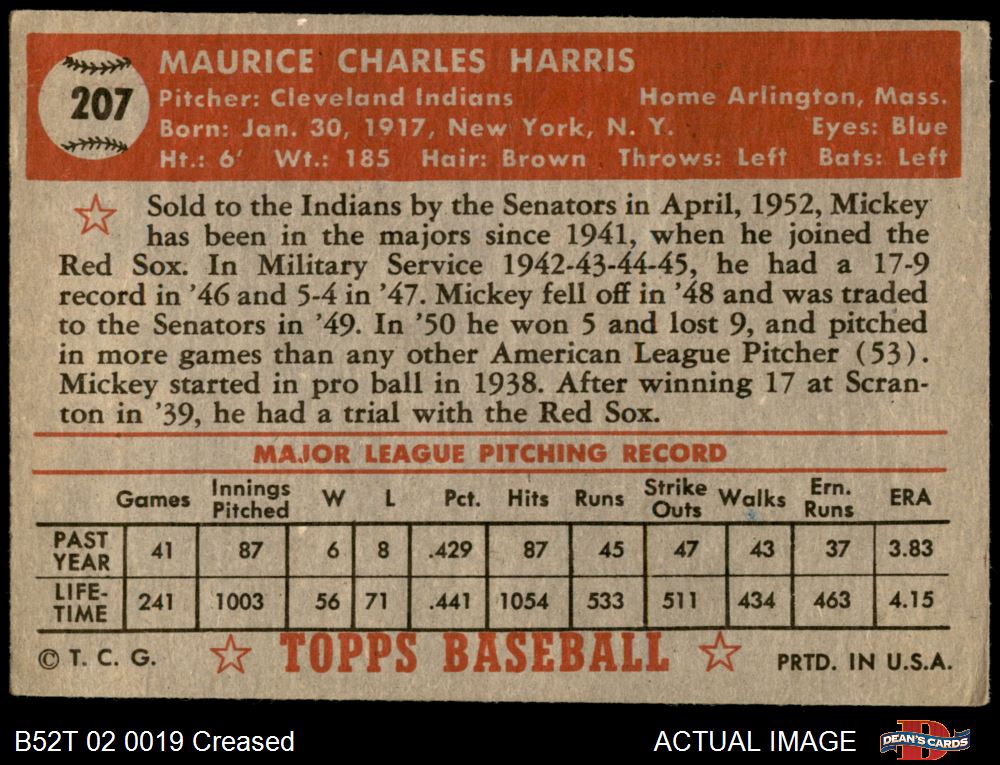 207
MAURICE CHARLES HARRIS
Pitcher: Cleveland Indians Home Arlington, Mass.
Born: Jan. 30, 1917, New York, N. Y. Eyes: Blue
Ht.: 6' Wt.: 185 Hair: Brown Throws: Left Bats: Left
Sold to the Indians by the Senators in April, 1952, Mickey
has been in the majors since 1941, when he joined the
Red Sox. In Military Service 1942-43-44-45, he had a 17-9
record in '46 and 5-4 in '47. Mickey fell off in '48 and was traded
to the Senators in '49. In '50 he won 5 and lost 9, and pitched
in more games than any other American League Pitcher (53).
Mickey started in pro ball in 1938. After winning 17 at Scran-
ton in '39, he had a trial with the Red Sox.
MAJOR LEAGUE PITCHING RECORD
Games Innings Pitched W L Pct. Hits Runs Strike Outs Walks Ern. Runs ERA
PAST YEAR 41 87 6 8 .429 87 45 47 43 37 3.83
LIFE-TIME 241 1003 56 71 .441 1054 533 511 434 463 4.15
© T. C. G. TOPPS BASEBALL PRTD. IN U.S.A.
B52T 02 0019 Creased ACTUAL IMAGE D DEAN'S CARDS